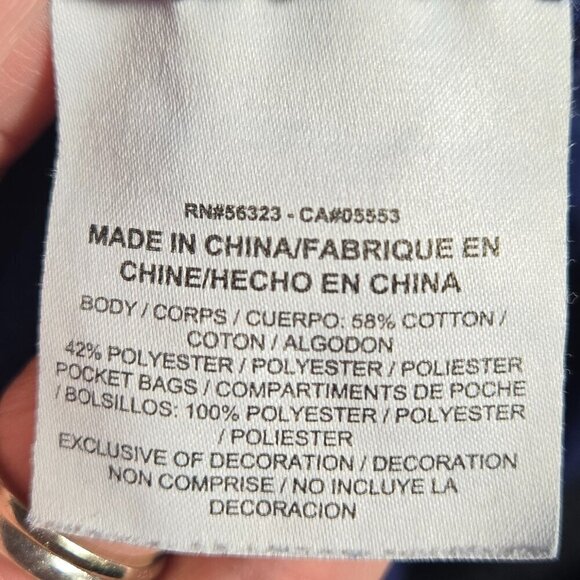 RN#56323 - CA#05553
MADE IN CHINA/FABRIQUE EN
CHINE/HECHO EN CHINA
BODY / CORPS / CUERPO: 58% COTTON /
COTON / ALGODON
42% POLYESTER / POLYESTER / POLIESTER
POCKET BAGS / COMPARTIMENTS DE POCHE
/ BOLSILLOS: 100% POLYESTER / POLYESTER
/ POLIESTER
EXCLUSIVE OF DECORATION / DECORATION
NON COMPRISE / NO INCLUYE LA
DECORACION